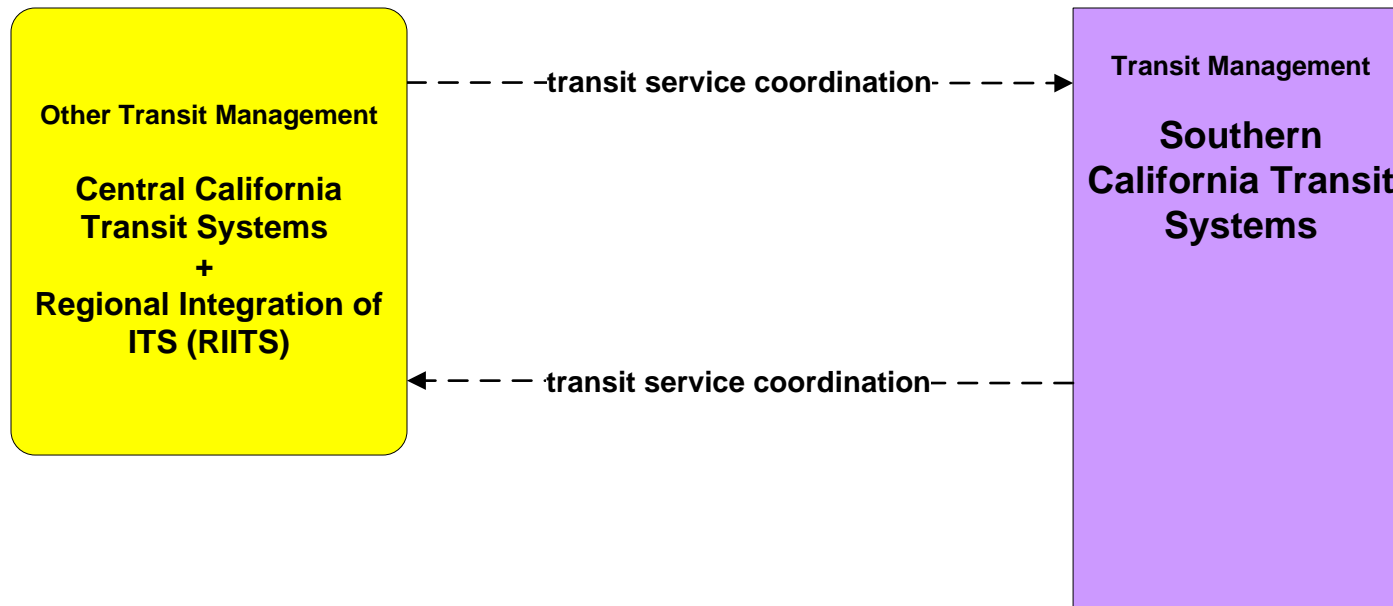 Other Transit Management
Central California
Transit Systems
+
Regional Integration of
ITS (RIITS)
transit service coordination
transit service coordination
Transit Management
Southern
California Transit
Systems